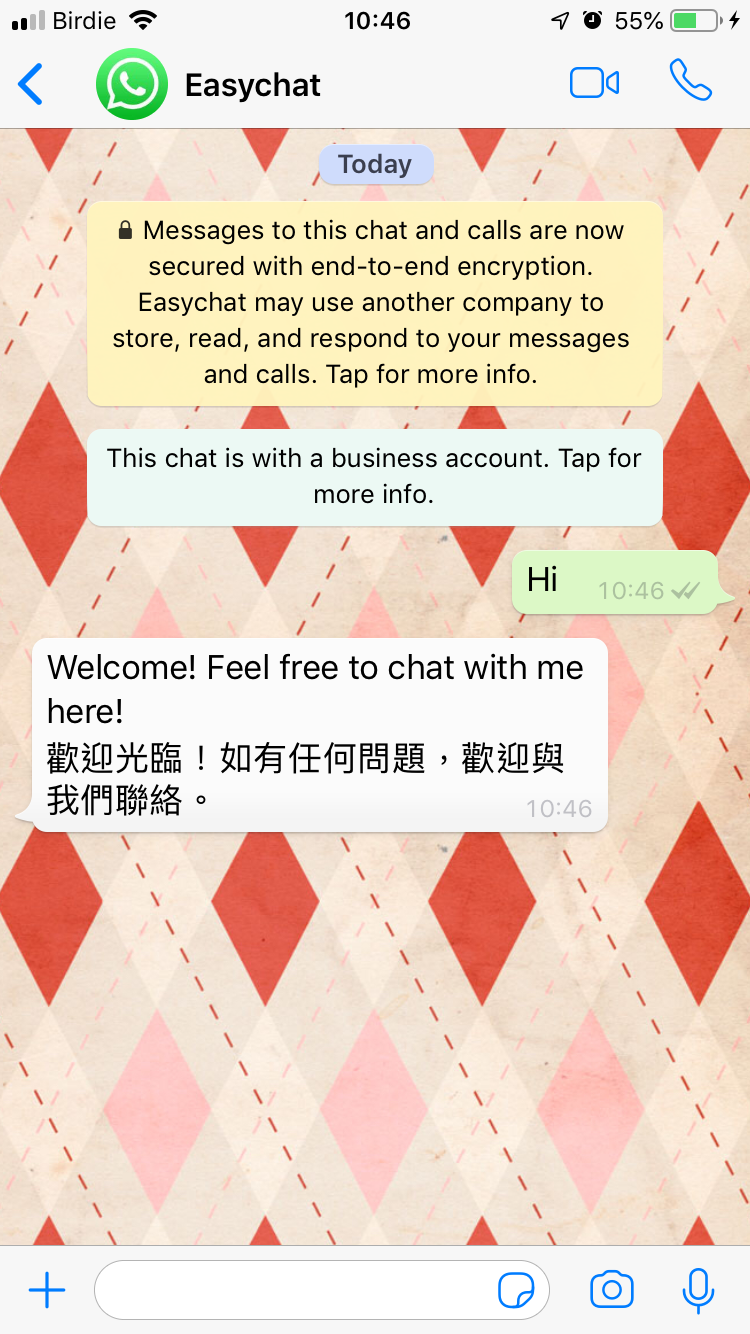 Birdie 10:46 55%
Easychat
Today
Messages to this chat and calls are now
secured with end-to-end encryption.
Easychat may use another company to
store, read, and respond to your messages
and calls. Tap for more info.
This chat is with a business account. Tap for
more info.
Hi 10:46
Welcome! Feel free to chat with me
here!
歡迎光臨！如有任何問題，歡迎與
我們聯絡。
10:46